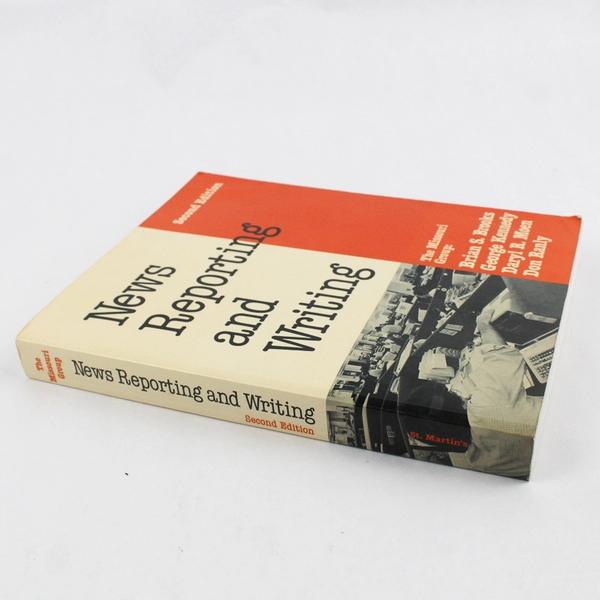 Second Edition
News
Reporting
and
Writing
The Missouri
Group:
Brian S. Brooks
George Kennedy
Daryl R. Moen
Don Ranly
The
Missouri
Group
News Reporting and Writing
Second Edition
St. Martin's